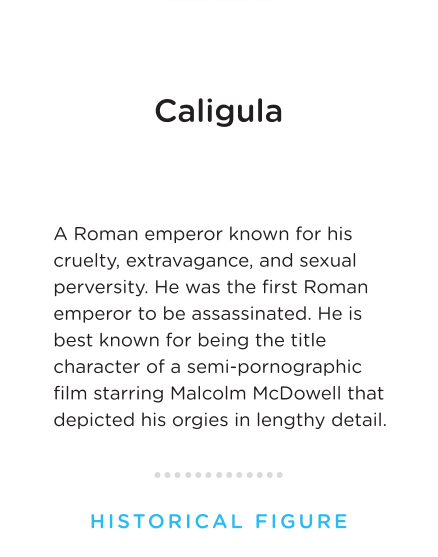 Caligula
A Roman emperor known for his
cruelty, extravagance, and sexual
perversity. He was the first Roman
emperor to be assassinated. He is
best known for being the title
character of a semi-pornographic
film starring Malcolm McDowell that
depicted his orgies in lengthy detail.
HISTORICAL FIGURE